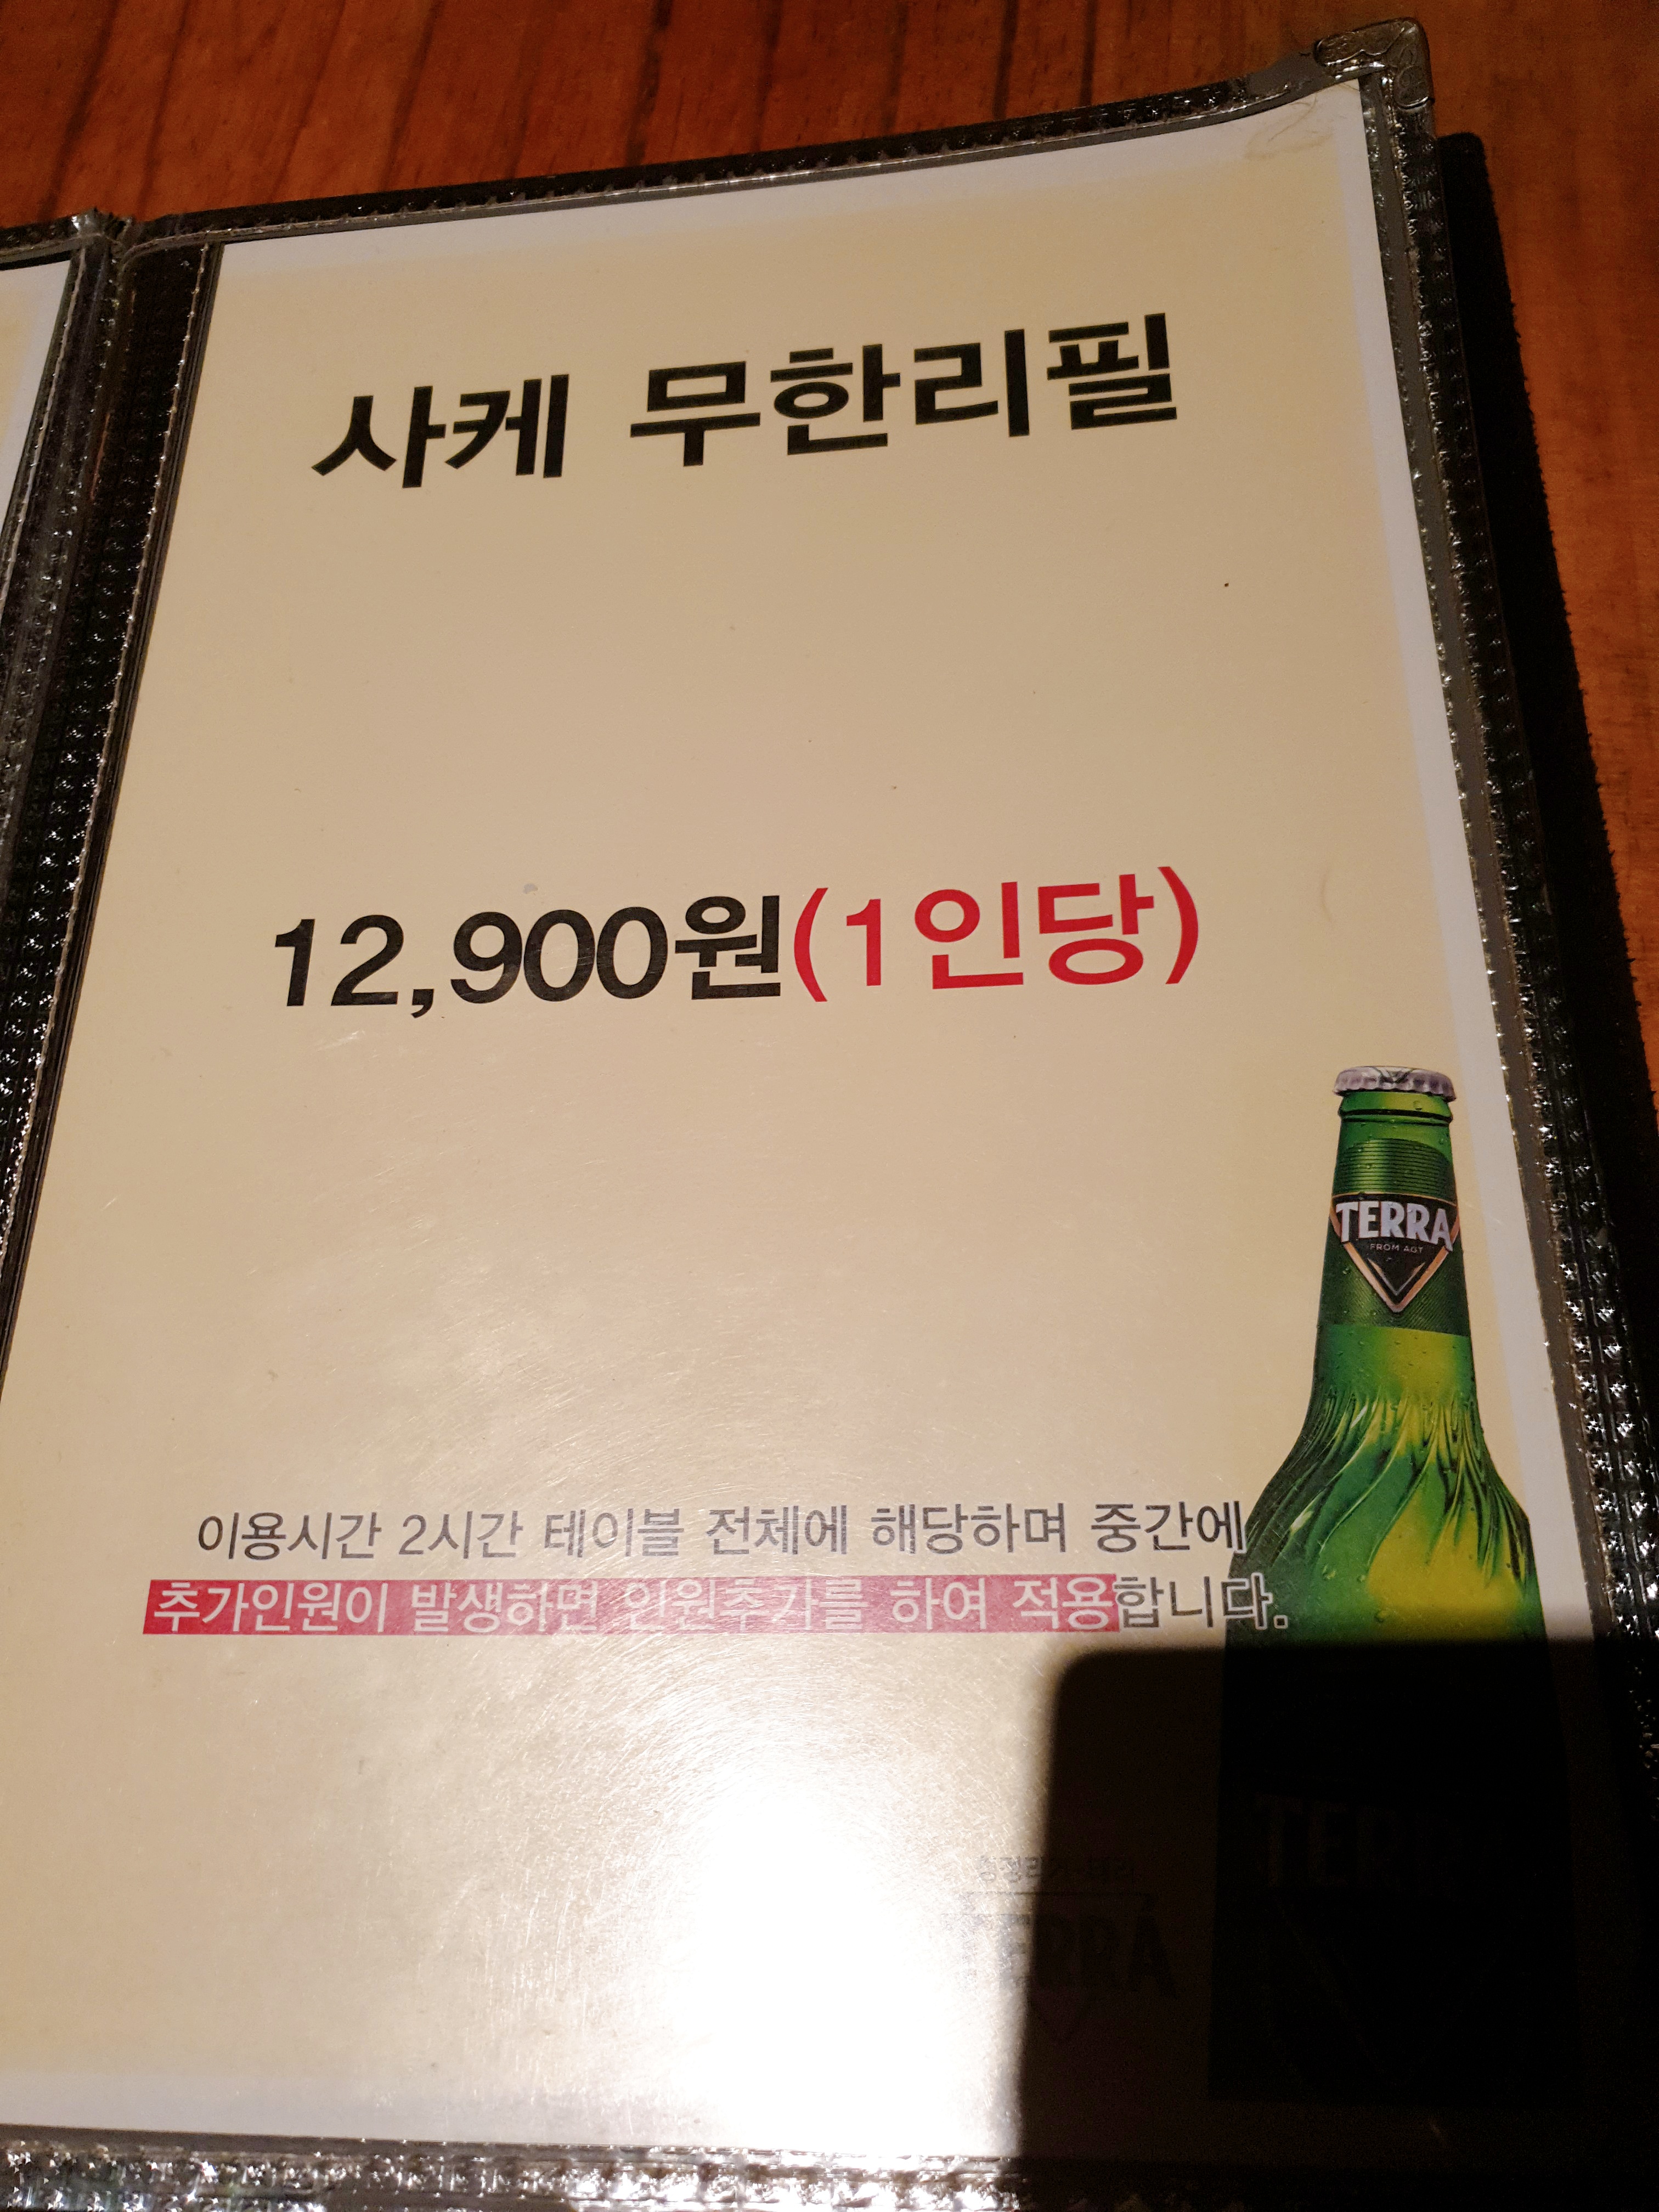 사케 무한리필
12,900원(1인당)
TERRA
FROM AGT
이용시간 2시간 테이블 전체에 해당하며 중간에
추가인원이 발생하면 인원추가를 하여 적용합니다.